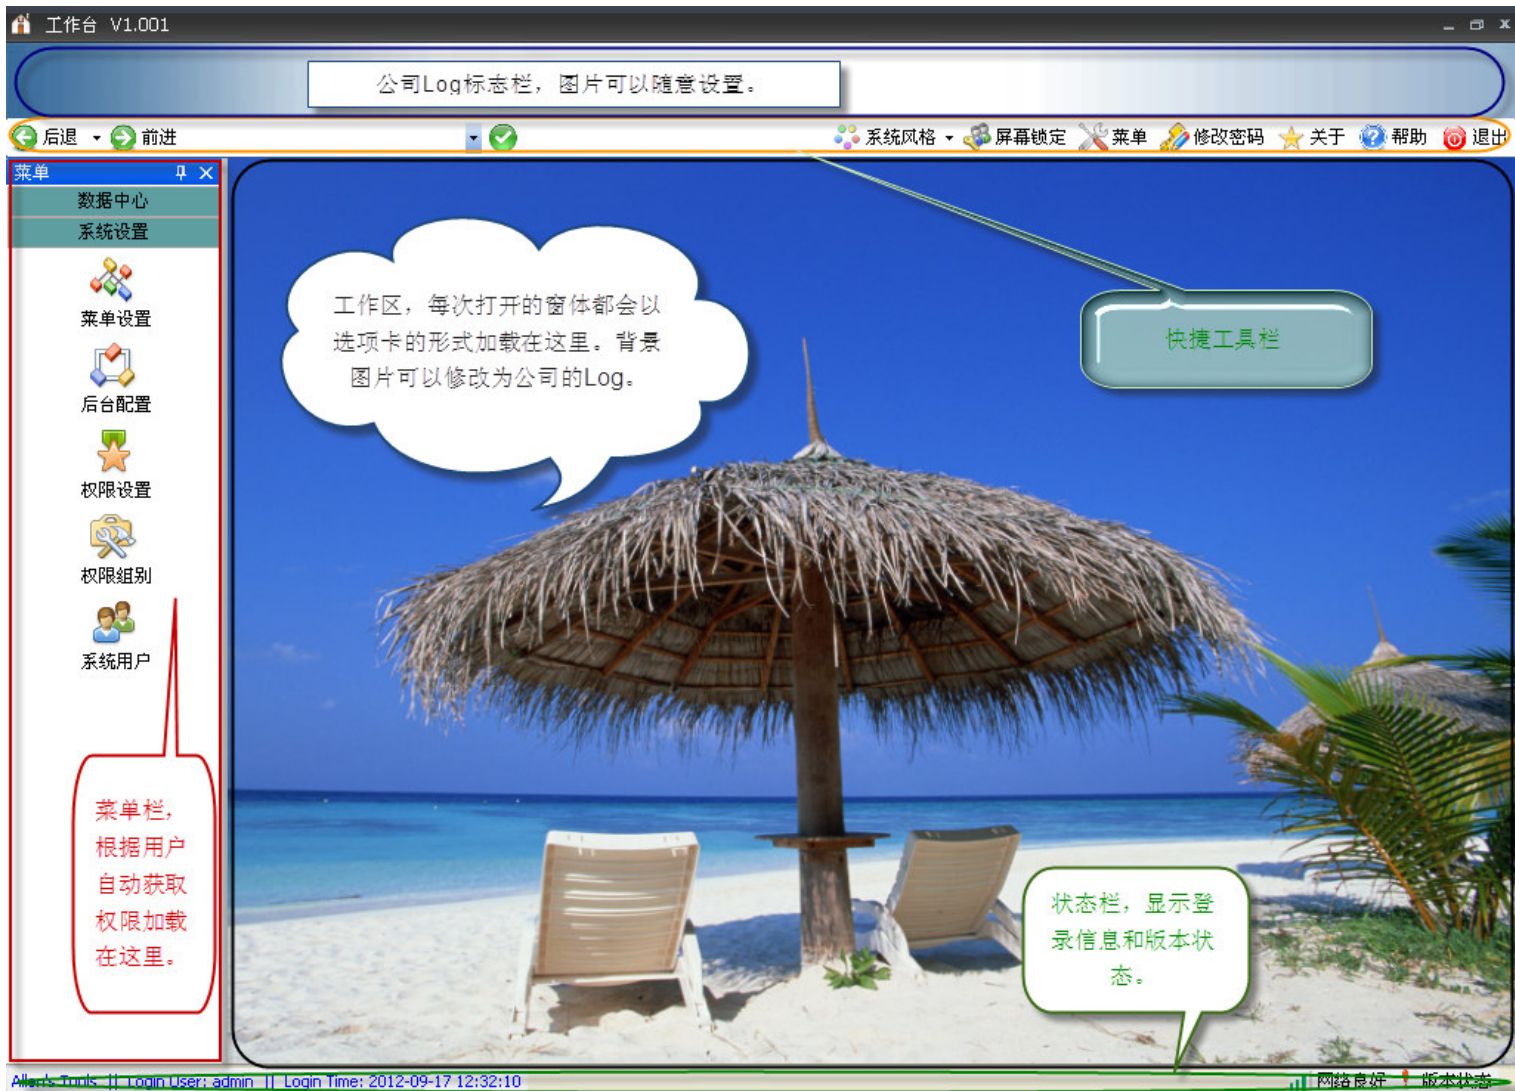 工作台 V1.001
公司Log标志栏，图片可以随意设置。
后退 前进 系统风格 屏幕锁定 菜单 修改密码 关于 帮助 退出
菜单
数据中心
系统设置
菜单设置
后台配置
权限设置
权限组别
系统用户
菜单栏，
根据用户
自动获取
权限加载
在这里。
工作区，每次打开的窗体都会以
选项卡的形式加载在这里。背景
图片可以修改为公司的Log。
快捷工具栏
状态栏，显示登
录信息和版本状
态。
Allen's Tools || Login User: admin || Login Time: 2012-09-17 12:32:10 网络良好 版本状态